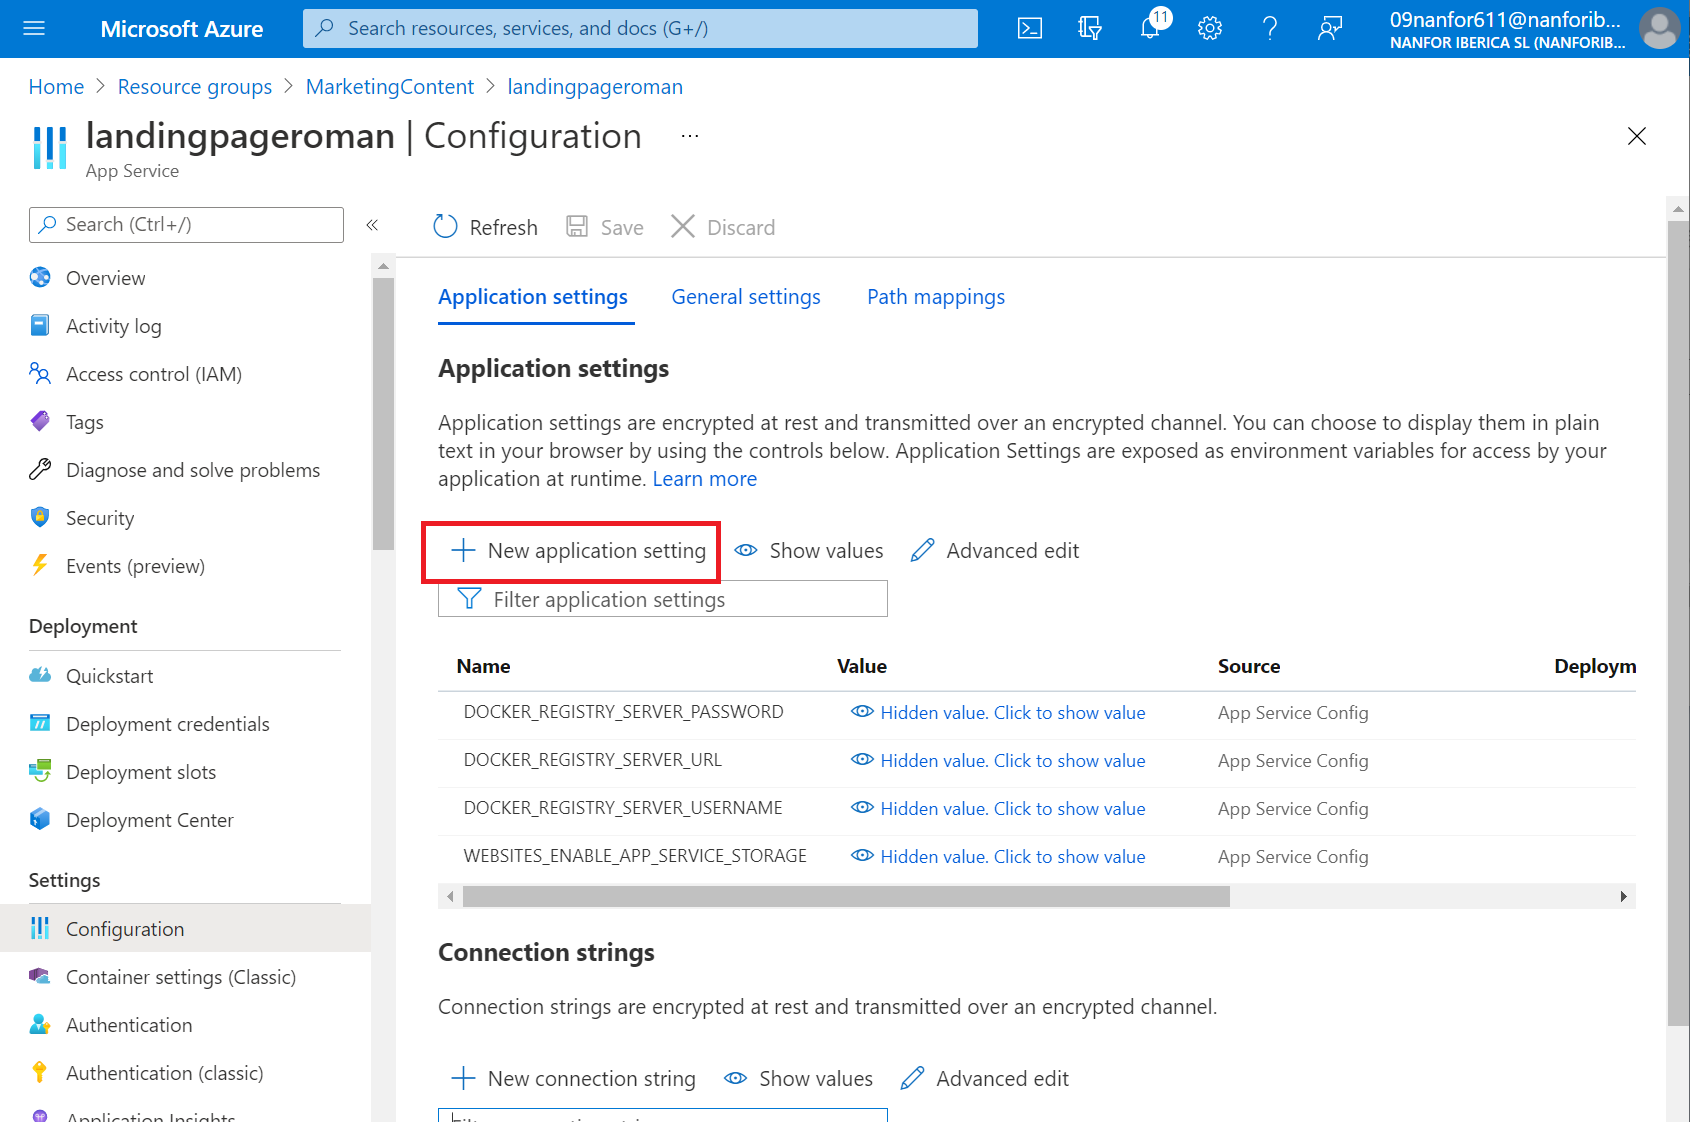 Microsoft Azure
Search resources, services, and docs (G+/)
11
09nanfor611@nanforib...
NANFOR IBERICA SL (NANFORIB...
Home > Resource groups > MarketingContent > landingpageroman
landingpageroman | Configuration ...
App Service
Search (Ctrl+/)
«
Refresh
Save
Discard
Overview
Activity log
Access control (IAM)
Tags
Diagnose and solve problems
Security
Events (preview)
Deployment
Quickstart
Deployment credentials
Deployment slots
Deployment Center
Settings
Configuration
Container settings (Classic)
Authentication
Authentication (classic)
Application Insights
Application settings
General settings
Path mappings
Application settings
Application settings are encrypted at rest and transmitted over an encrypted channel. You can choose to display them in plain
text in your browser by using the controls below. Application Settings are exposed as environment variables for access by your
application at runtime. Learn more
New application setting
Show values
Advanced edit
Filter application settings
Name Value Source Deploym
DOCKER_REGISTRY_SERVER_PASSWORD Hidden value. Click to show value App Service Config
DOCKER_REGISTRY_SERVER_URL Hidden value. Click to show value App Service Config
DOCKER_REGISTRY_SERVER_USERNAME Hidden value. Click to show value App Service Config
WEBSITES_ENABLE_APP_SERVICE_STORAGE Hidden value. Click to show value App Service Config
Connection strings
Connection strings are encrypted at rest and transmitted over an encrypted channel.
New connection string
Show values
Advanced edit